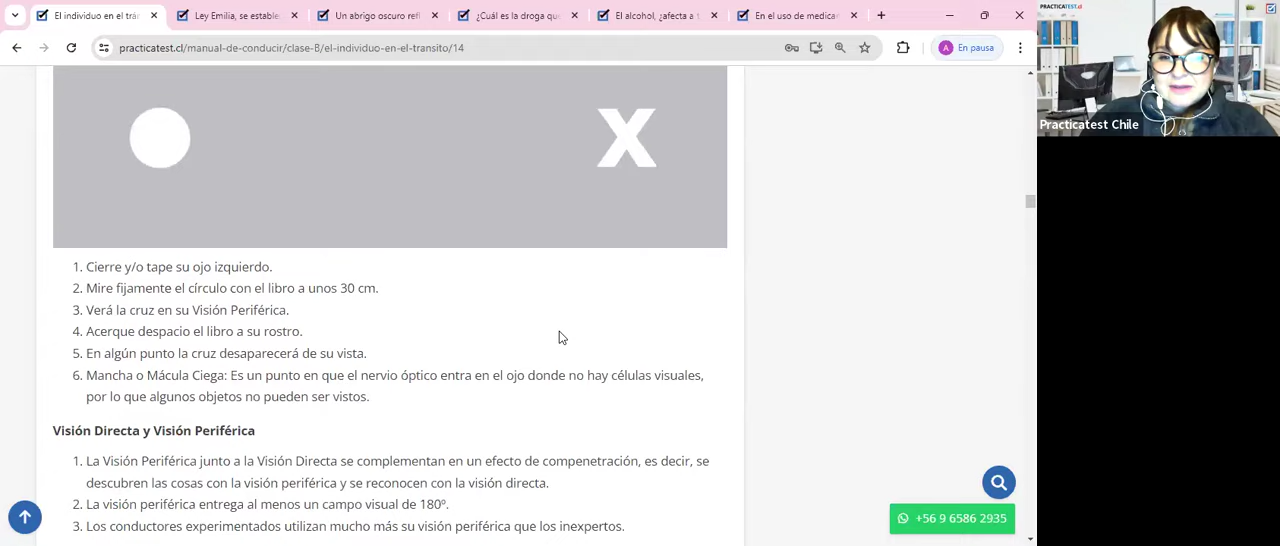 El individuo en el trán
Ley Emilia, se estable
Un abrigo oscuro refl
¿Cuál es la droga que
El alcohol, ¿afecta a t
En el uso de medica
practicatest.cl/manual-de-conducir/clase-B/el-individuo-en-el-transito/14
A
En pausa
PRACTICATEST.cl
Practicatest Chile
X
1. Cierre y/o tape su ojo izquierdo.
2. Mire fijamente el círculo con el libro a unos 30 cm.
3. Verá la cruz en su Visión Periférica.
4. Acerque despacio el libro a su rostro.
5. En algún punto la cruz desaparecerá de su vista.
6. Mancha o Mácula Ciega: Es un punto en que el nervio óptico entra en el ojo donde no hay células visuales,
por lo que algunos objetos no pueden ser vistos.
Visión Directa y Visión Periférica
1. La Visión Periférica junto a la Visión Directa se complementan en un efecto de compenetración, es decir, se
descubren las cosas con la visión periférica y se reconocen con la visión directa.
2. La visión periférica entrega al menos un campo visual de 180º.
3. Los conductores experimentados utilizan mucho más su visión periférica que los inexpertos.
+56 9 6586 2935